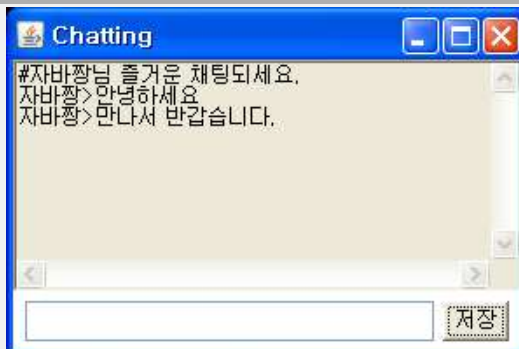 Chatting
#자바짱님 즐거운 채팅되세요.
자바짱>안녕하세요
자바짱>만나서 반갑습니다.
저장